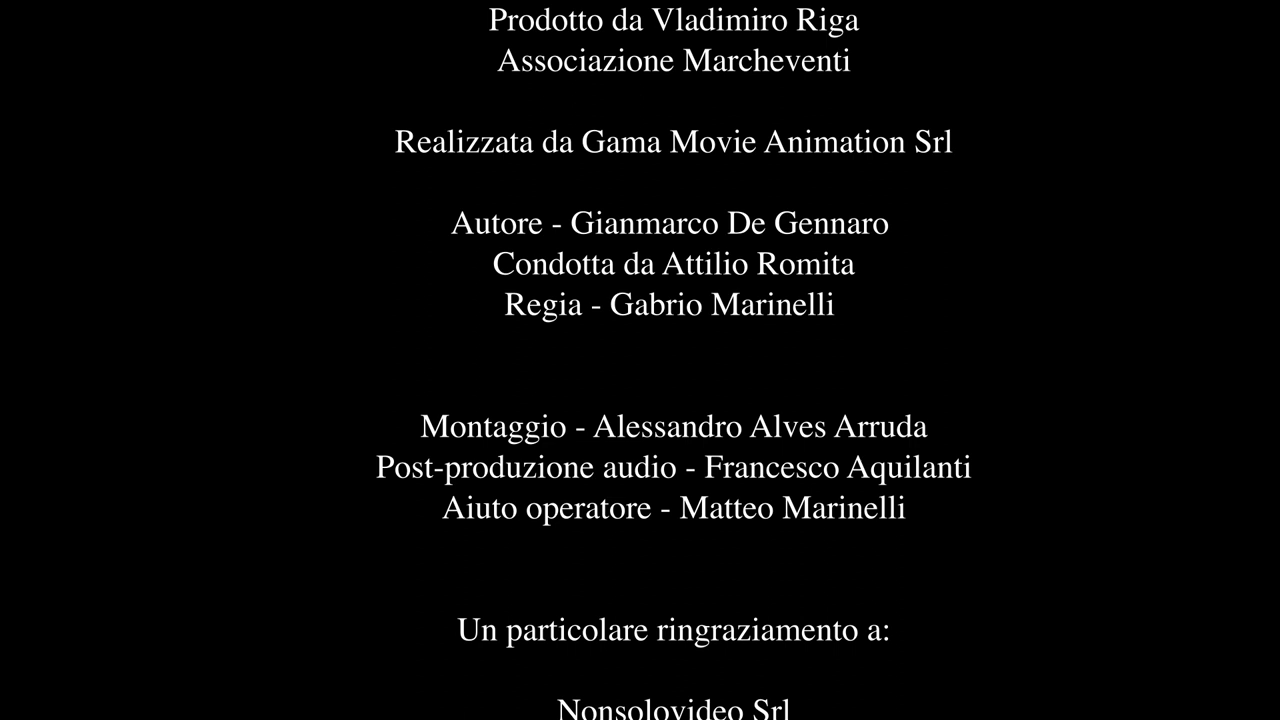 Prodotto da Vladimiro Riga
Associazione Marcheventi
Realizzata da Gama Movie Animation Srl
Autore - Gianmarco De Gennaro
Condotta da Attilio Romita
Regia - Gabrio Marinelli
Montaggio - Alessandro Alves Arruda
Post-produzione audio - Francesco Aquilanti
Aiuto operatore - Matteo Marinelli
Un particolare ringraziamento a:
Nonsolovideo Srl